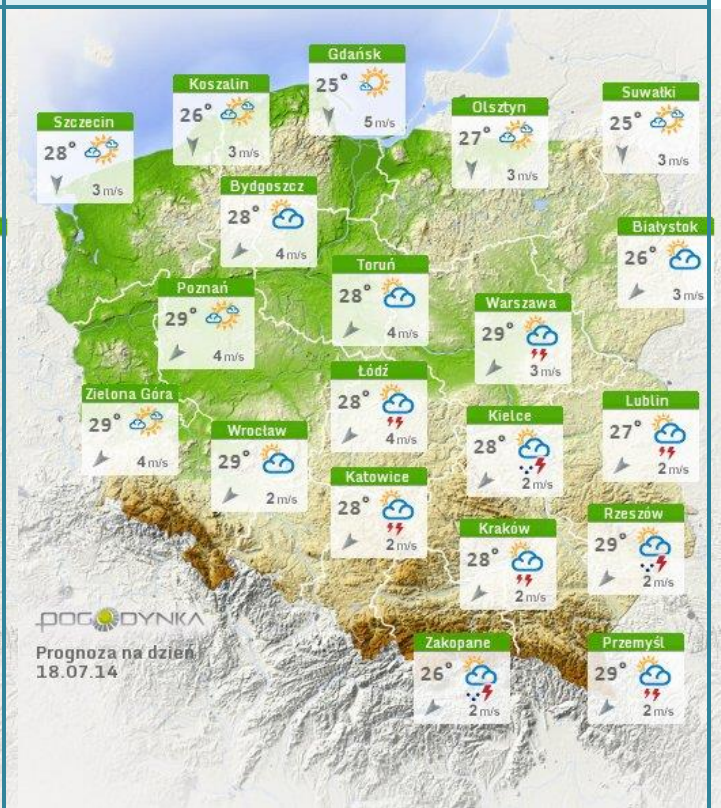 Gdańsk
25°
5 m/s
Koszalin
26°
3 m/s
Suwałki
25°
3 m/s
Olsztyn
27°
3 m/s
Szczecin
28°
3 m/s
Bydgoszcz
28°
4 m/s
Białystok
26°
3 m/s
Toruń
28°
4 m/s
Poznań
29°
4 m/s
Warszawa
29°
3 m/s
Łódź
28°
4 m/s
Zielona Góra
29°
4 m/s
Lublin
27°
2 m/s
Kielce
28°
2 m/s
Wrocław
29°
2 m/s
Katowice
28°
2 m/s
Rzeszów
29°
2 m/s
Kraków
28°
2 m/s
POGODYNKA
Prognoza na dzień
18.07.14
Zakopane
26°
2 m/s
Przemyśl
29°
2 m/s